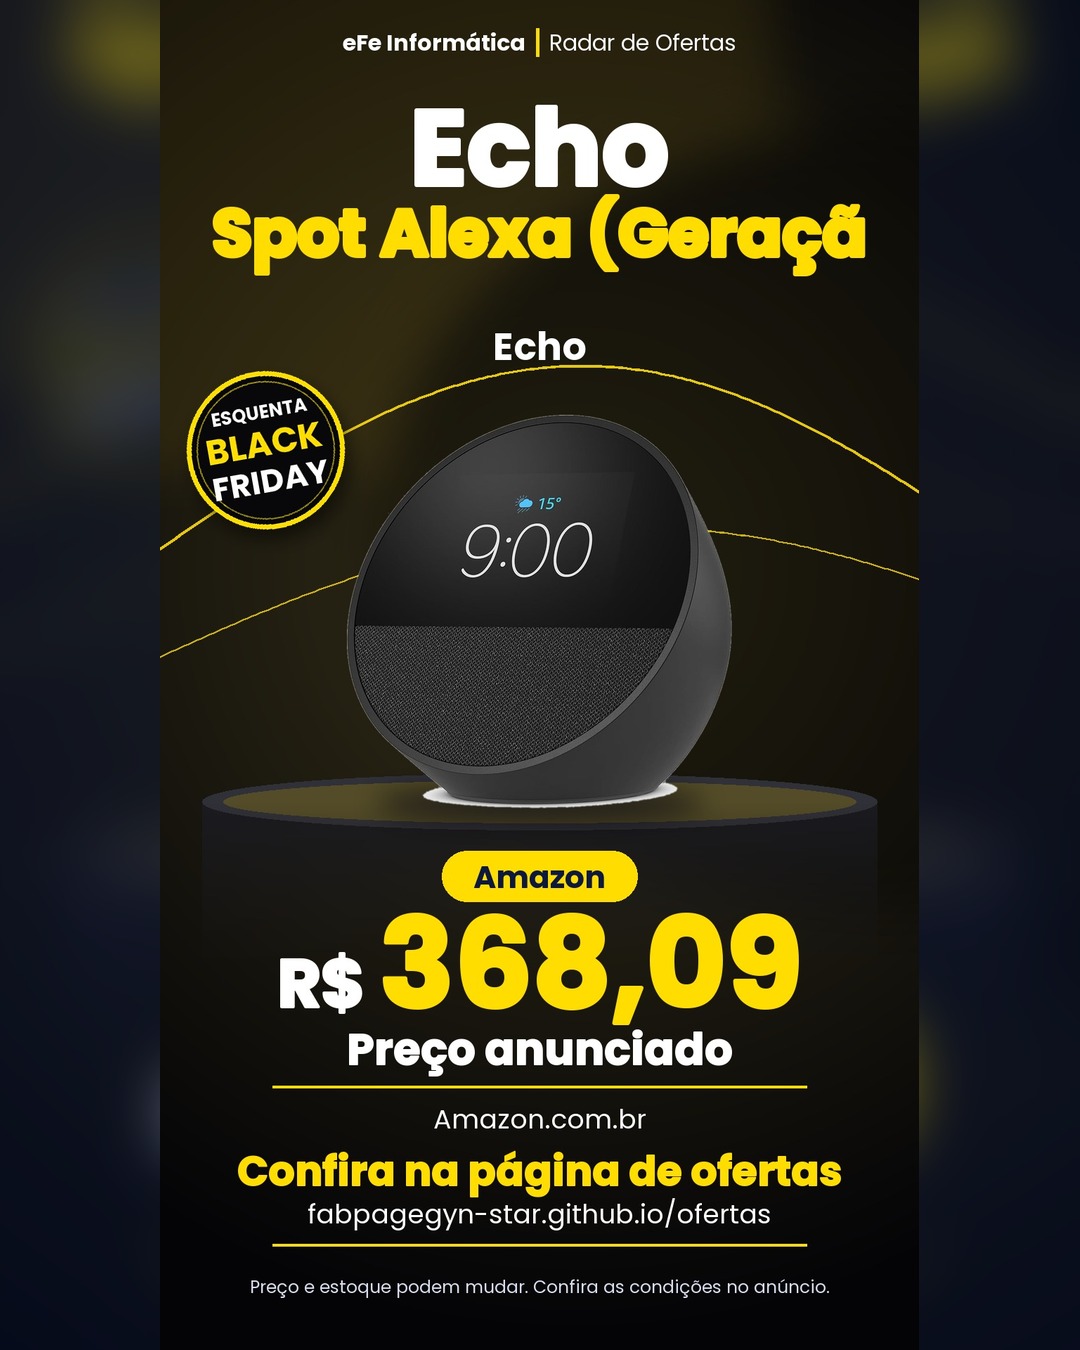 eFe Informática | Radar de Ofertas
Echo
Spot Alexa (Geraçã
Echo
ESQUENTA
BLACK
FRIDAY
15°
9:00
Amazon
R$ 368,09
Preço anunciado
Amazon.com.br
Confira na página de ofertas
fabpagegyn-star.github.io/ofertas
Preço e estoque podem mudar. Confira as condições no anúncio.